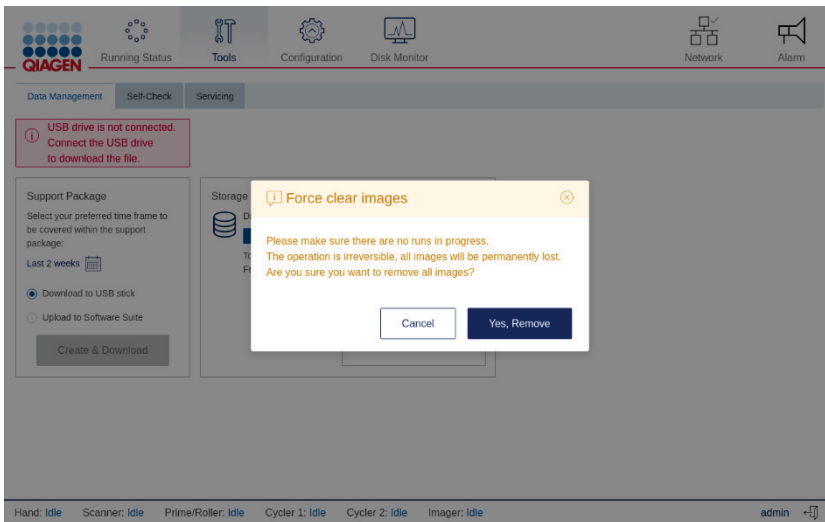 QIAGEN
Running Status
Tools
Configuration
Disk Monitor
Network
Alarm
Data Management
Self-Check
Servicing
USB drive is not connected.
Connect the USB drive
to download the file.
Support Package
Select your preferred time frame to
be covered within the support
package:
Last 2 weeks
Download to USB stick
Upload to Software Suite
Create & Download
Storage
Force clear images
Please make sure there are no runs in progress.
The operation is irreversible, all images will be permanently lost.
Are you sure you want to remove all images?
Cancel
Yes, Remove
Hand: Idle
Scanner: Idle
Prime/Roller: Idle
Cycler 1: Idle
Cycler 2: Idle
Imager: Idle
admin